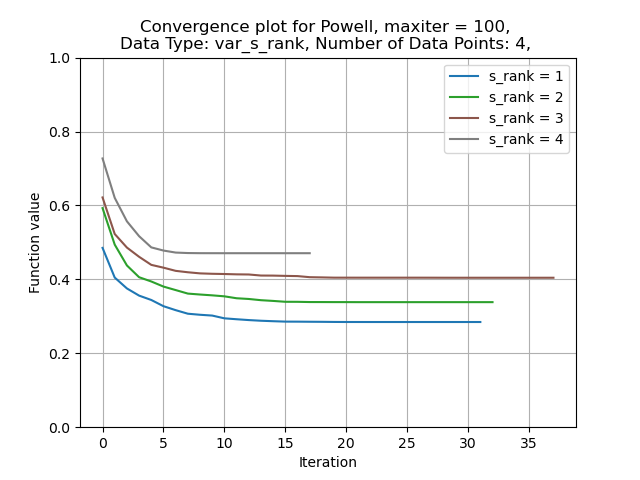 Convergence plot for Powell, maxiter = 100,
Data Type: var_s_rank, Number of Data Points: 4,
s_rank = 1
s_rank = 2
s_rank = 3
s_rank = 4
Function value
1.0
0.8
0.6
0.4
0.2
0.0
0 5 10 15 20 25 30 35
Iteration